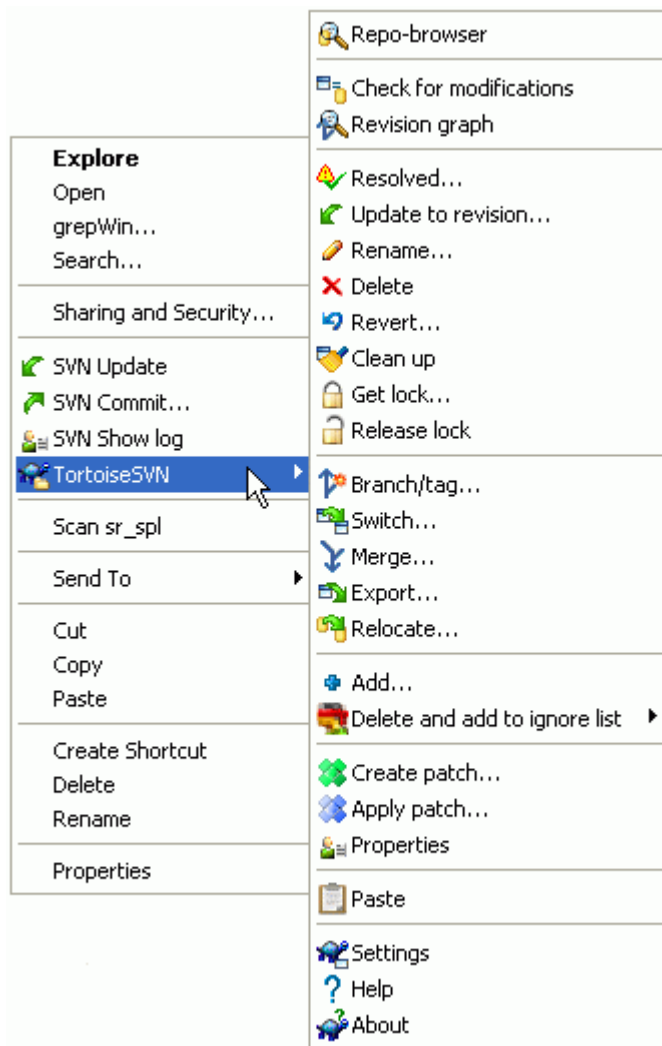 Explore
Open
grepWin...
Search...
Sharing and Security...
SVN Update
SVN Commit...
SVN Show log
TortoiseSVN
Scan sr_spl
Send To
Cut
Copy
Paste
Create Shortcut
Delete
Rename
Properties
Repo-browser
Check for modifications
Revision graph
Resolved...
Update to revision...
Rename...
Delete
Revert...
Clean up
Get lock...
Release lock
Branch/tag...
Switch...
Merge...
Export...
Relocate...
Add...
Delete and add to ignore list
Create patch...
Apply patch...
Properties
Paste
Settings
Help
About